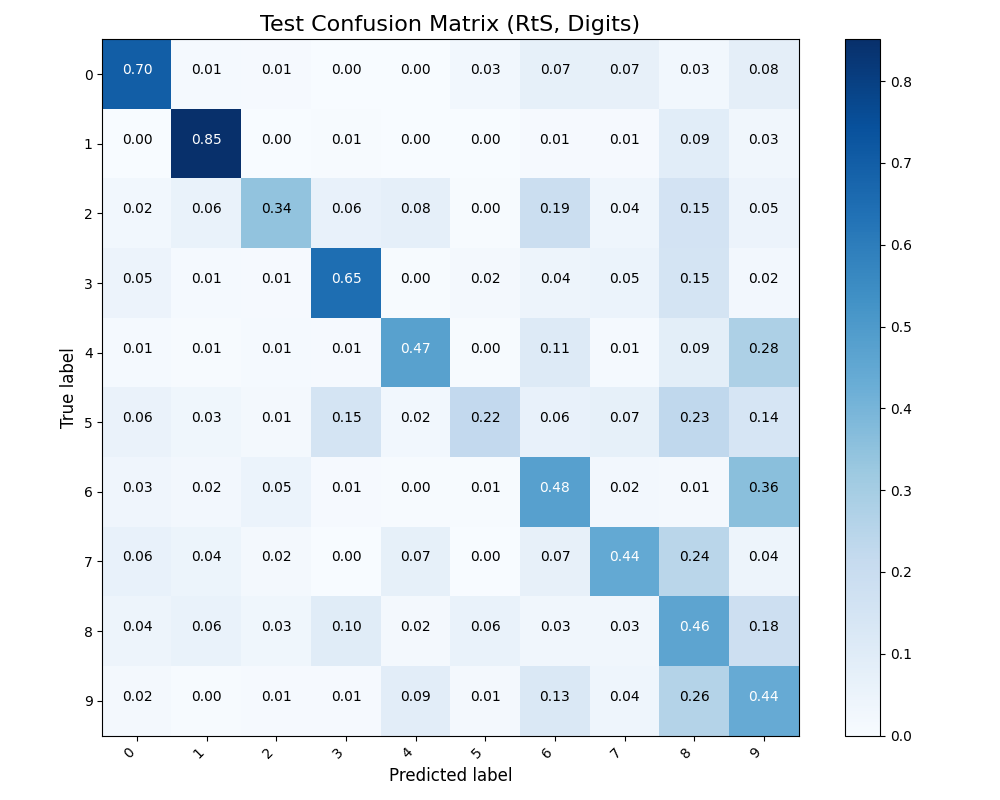 Test Confusion Matrix (RtS, Digits)
0 0.70 0.01 0.01 0.00 0.00 0.03 0.07 0.07 0.03 0.08
1 0.00 0.85 0.00 0.01 0.00 0.00 0.01 0.01 0.09 0.03
2 0.02 0.06 0.34 0.06 0.08 0.00 0.19 0.04 0.15 0.05
3 0.05 0.01 0.01 0.65 0.00 0.02 0.04 0.05 0.15 0.02
4 0.01 0.01 0.01 0.01 0.47 0.00 0.11 0.01 0.09 0.28
5 0.06 0.03 0.01 0.15 0.02 0.22 0.06 0.07 0.23 0.14
6 0.03 0.02 0.05 0.01 0.00 0.01 0.48 0.02 0.01 0.36
7 0.06 0.04 0.02 0.00 0.07 0.00 0.07 0.44 0.24 0.04
8 0.04 0.06 0.03 0.10 0.02 0.06 0.03 0.03 0.46 0.18
9 0.02 0.00 0.01 0.01 0.09 0.01 0.13 0.04 0.26 0.44
0 1 2 3 4 5 6 7 8 9
Predicted label
True label
0.8
0.7
0.6
0.5
0.4
0.3
0.2
0.1
0.0